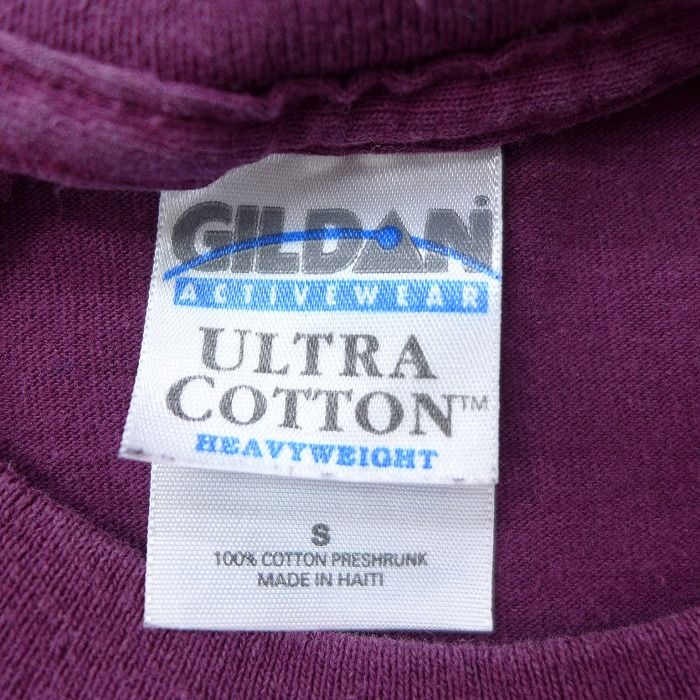 GILDAN
ACTIVEWEAR
ULTRA
COTTON™
HEAVYWEIGHT
S
100% COTTON PRESHRUNK
MADE IN HAITI